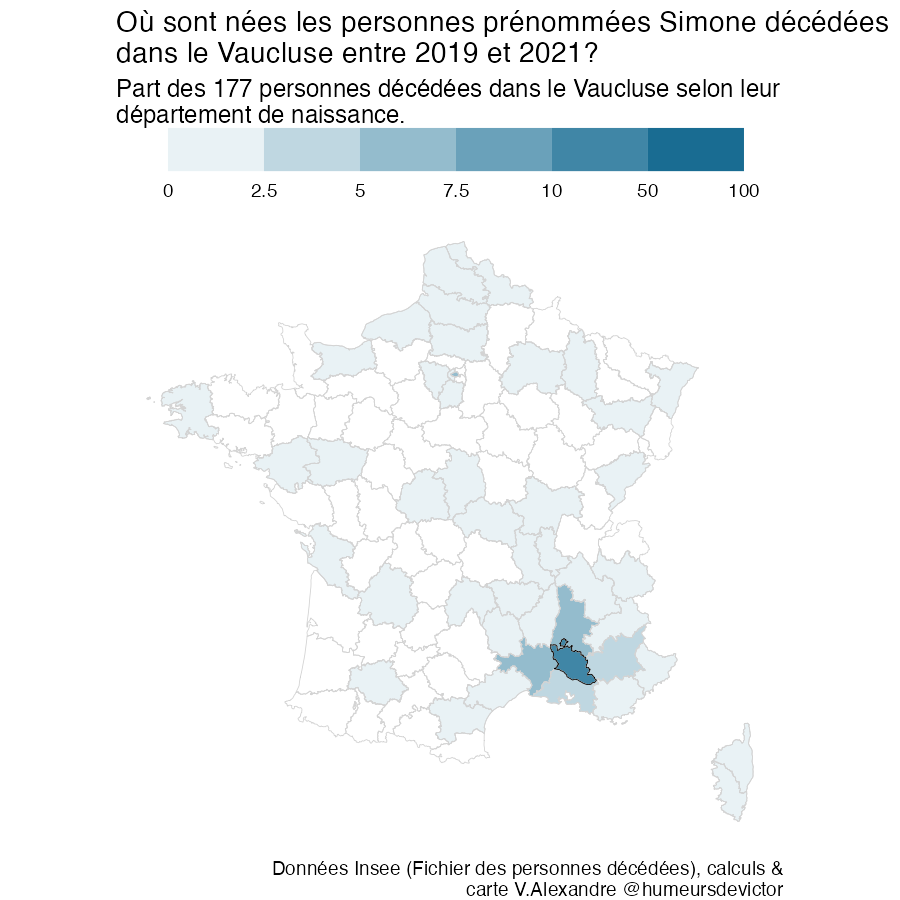 Où sont nées les personnes prénommées Simone décédées
dans le Vaucluse entre 2019 et 2021?
Part des 177 personnes décédées dans le Vaucluse selon leur
département de naissance.
0 2.5 5 7.5 10 50 100
Données Insee (Fichier des personnes décédées), calculs &
carte V.Alexandre @humeursdevictor